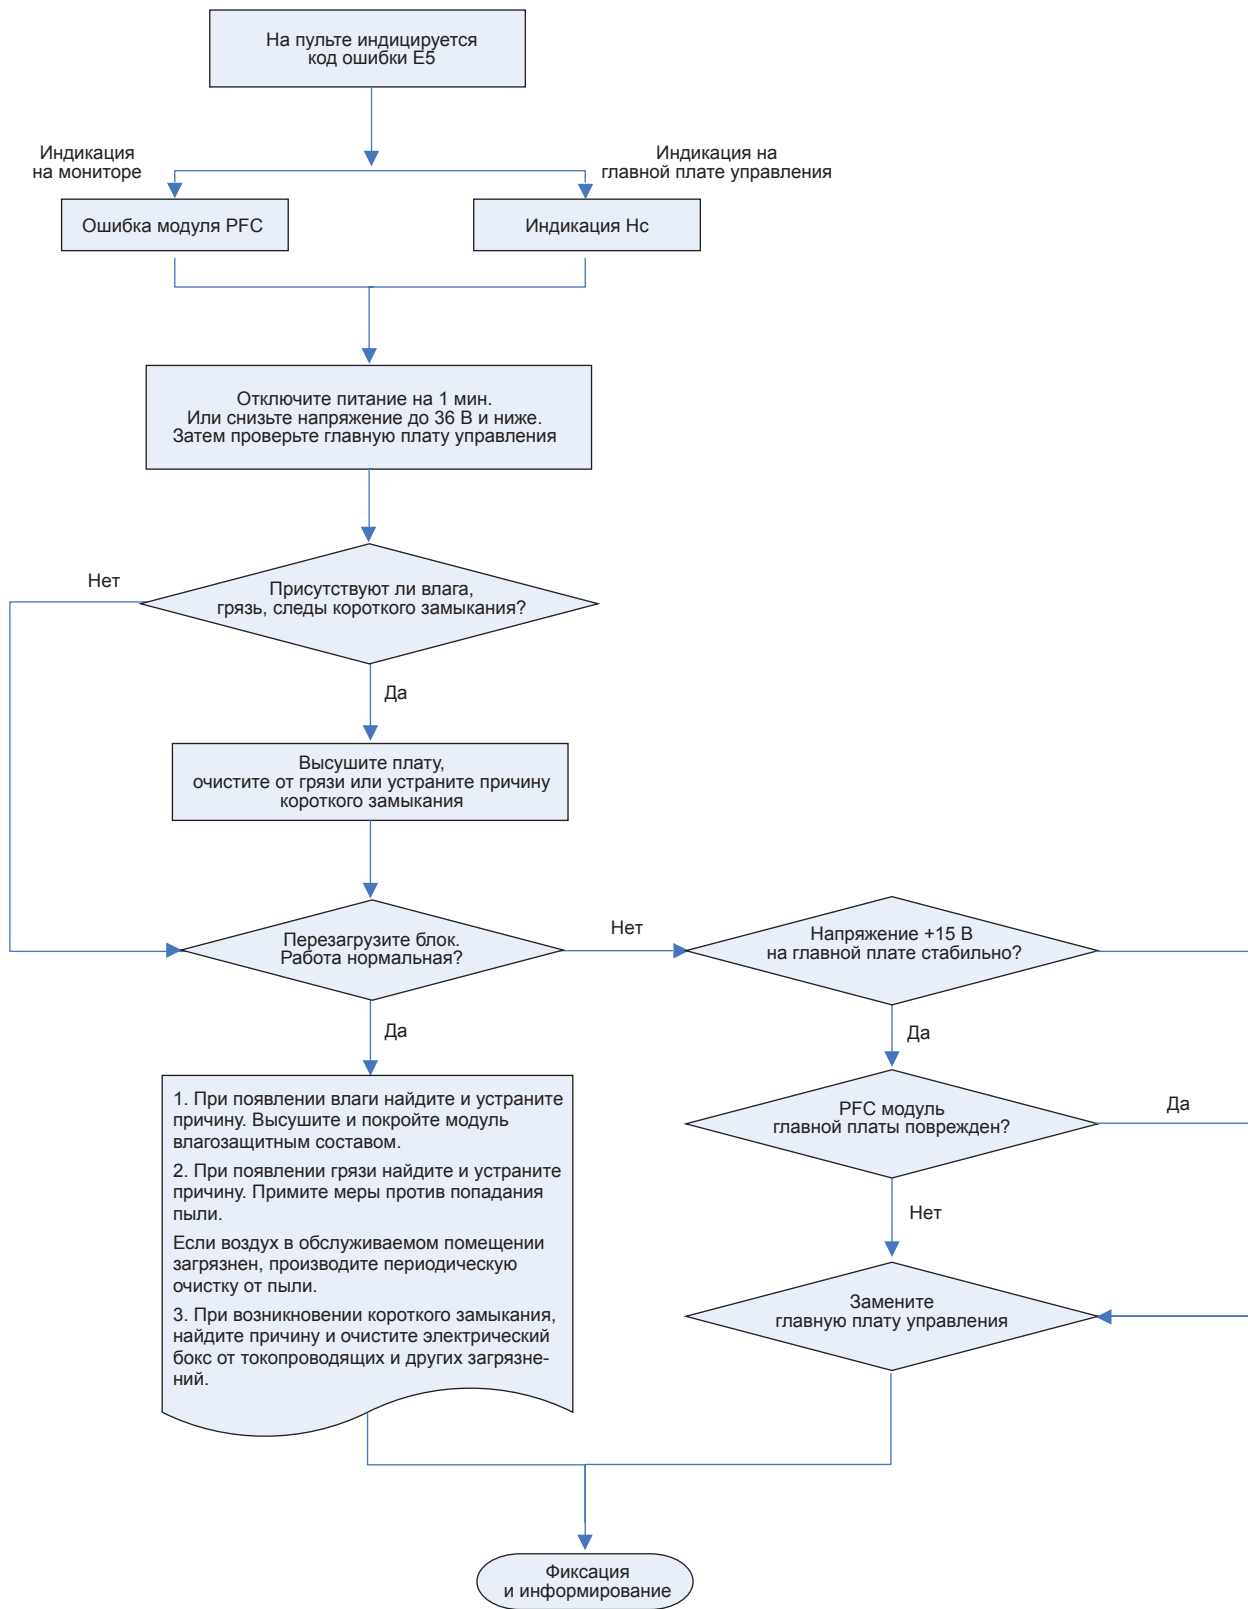 На пульте индицируется
код ошибки E5
Индикация
на мониторе
Индикация на
главной плате управления
Ошибка модуля PFC
Индикация Hc
Отключите питание на 1 мин.
Или снизьте напряжение до 36 В и ниже.
Затем проверьте главную плату управления
Нет
Присутствуют ли влага,
грязь, следы короткого замыкания?
Да
Высушите плату,
очистите от грязи или устраните причину
короткого замыкания
Перезагрузите блок.
Работа нормальная?
Нет
Напряжение +15 В
на главной плате стабильно?
Да
Да
1. При появлении влаги найдите и устраните
причину. Высушите и покройте модуль
влагозащитным составом.
2. При появлении грязи найдите и устраните
причину. Примите меры против попадания
пыли.
Если воздух в обслуживаемом помещении
загрязнен, производите периодическую
очистку от пыли.
3. При возникновении короткого замыкания,
найдите причину и очистите электрический
бокс от токопроводящих и других загрязне-
ний.
PFC модуль
главной платы поврежден?
Да
Нет
Замените
главную плату управления
Фиксация
и информирование